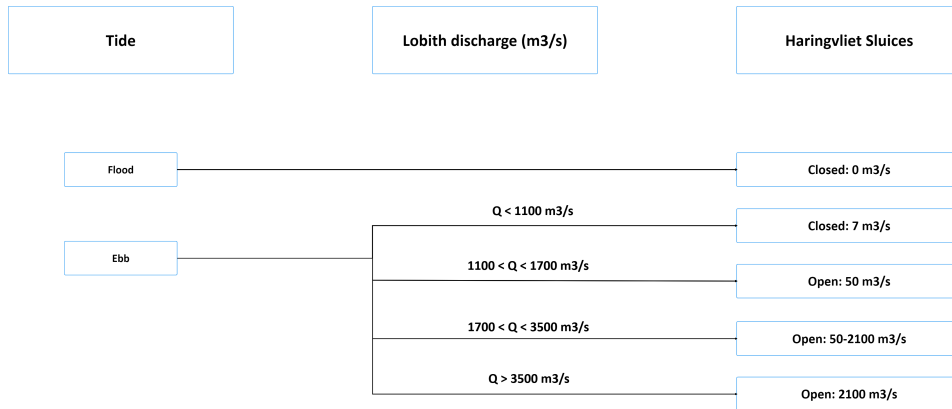 Tide
Lobith discharge (m3/s)
Haringvliet Sluices
Flood
Closed: 0 m3/s
Q < 1100 m3/s
Closed: 7 m3/s
Ebb
1100 < Q < 1700 m3/s
Open: 50 m3/s
1700 < Q < 3500 m3/s
Open: 50-2100 m3/s
Q > 3500 m3/s
Open: 2100 m3/s